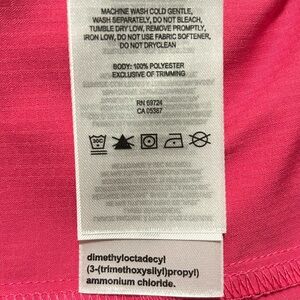 MACHINE WASH COLD GENTLE,
WASH SEPARATELY, DO NOT BLEACH,
TUMBLE DRY LOW, REMOVE PROMPTLY,
IRON LOW, DO NOT USE FABRIC SOFTENER,
DO NOT DRYCLEAN
BODY: 100% POLYESTER
EXCLUSIVE OF TRIMMING
RN 69724
CA 05387
30C
dimethyloctadecyl
(3-(trimethoxysilyl)propyl)
ammonium chloride.